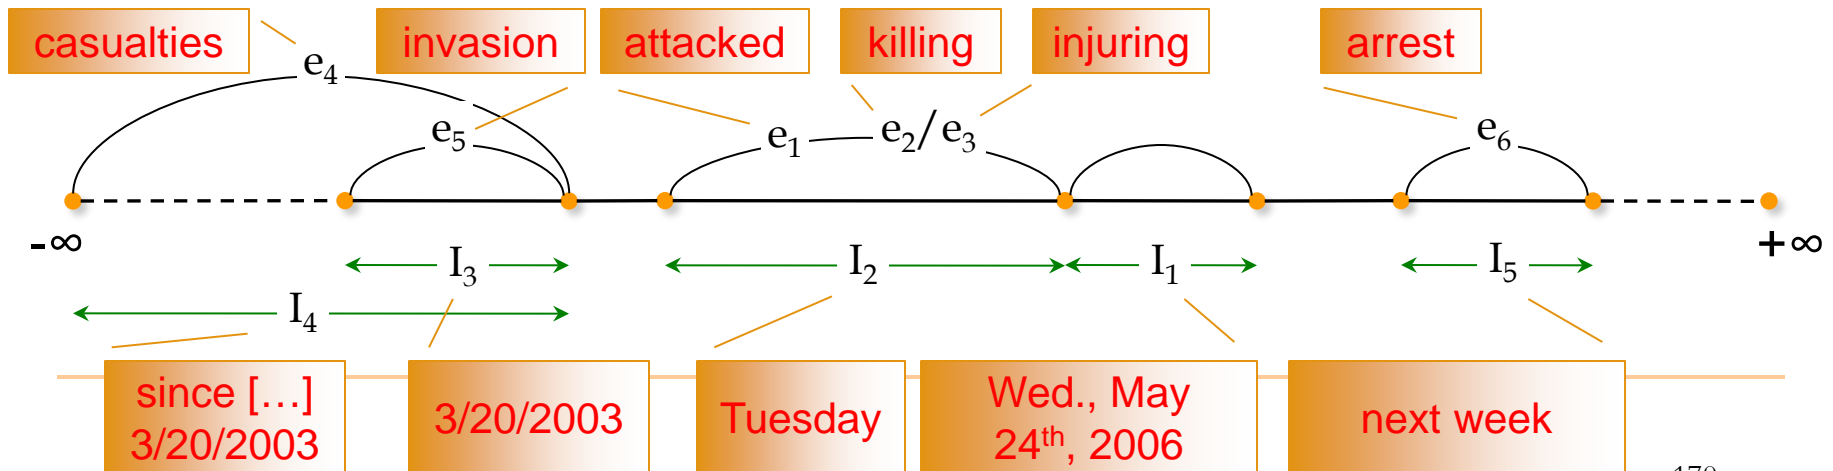 casualties
invasion
attacked
killing
injuring
arrest
e₄
e₅
e₁
e₂/e₃
e₆
-∞
+∞
I₃
I₂
I₁
I₅
I₄
since […]
3/20/2003
3/20/2003
Tuesday
Wed., May
24th, 2006
next week